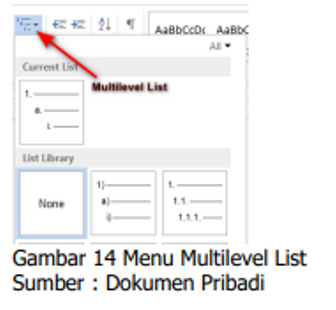 AaBbCcDc AaBbC
All
Current List
1.
a.
i.
Multilevel List
List Library
None
1)
a)
i)
1.
1.1.
1.1.1.
Gambar 14 Menu Multilevel List
Sumber : Dokumen Pribadi